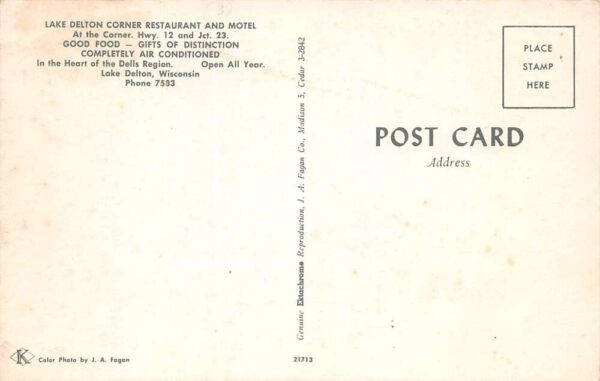 LAKE DELTON CORNER RESTAURANT AND MOTEL
At the Corner. Hwy. 12 and Jct. 23.
GOOD FOOD — GIFTS OF DISTINCTION
COMPLETELY AIR CONDITIONED
In the Heart of the Dells Region. Open All Year.
Lake Delton, Wisconsin
Phone 7583
Genuine Ektachrome Reproduction, J. A. Fagan Co., Madison 5, Cedar 3-2842
PLACE
STAMP
HERE
POST CARD
Address
K
Color Photo by J. A. Fagan
21713